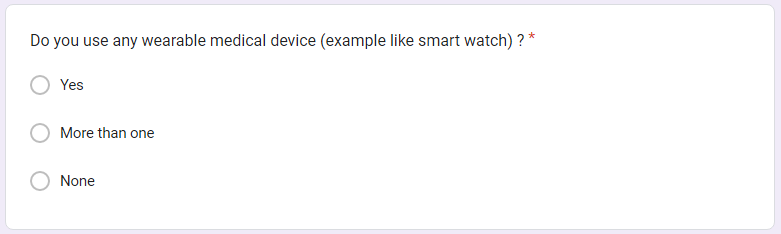 Do you use any wearable medical device (example like smart watch) ? *
Yes
More than one
None